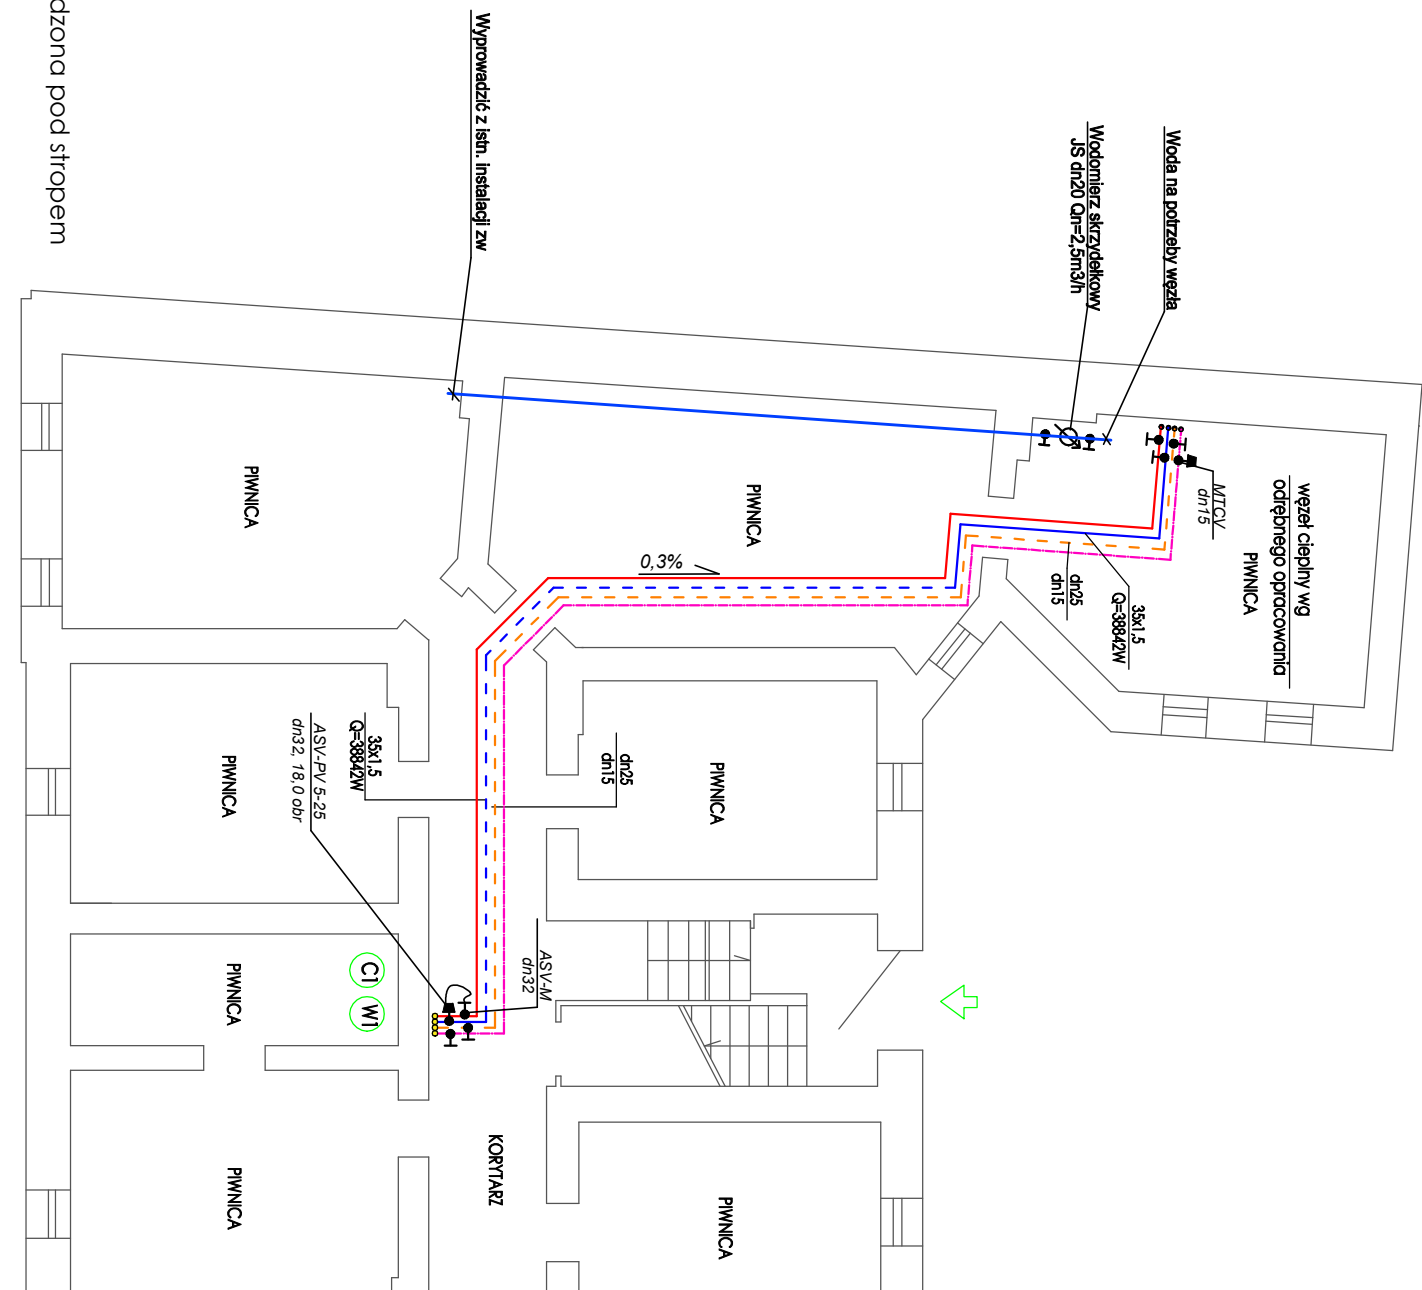 dzona pod stropem
Wyprowadzić z istn. instalacji zw
Wodomierz skrzydełkowy
JS dn20 Qn=2,5m3/h
Woda na potrzeby węzła
węzeł cieplny wg
odrębnego opracowania
PIWNICA
MTCV
dn15
35x1,5
Q=38842W
dn25
dn15
PIWNICA
PIWNICA
0,3%
dn25
dn15
PIWNICA
35x1,5
Q=38842W
ASV-PV 5-25
dn32, 18,0 obr
PIWNICA
ASV-M
dn32
C1
W1
PIWNICA
KORYTARZ
PIWNICA
PIWNICA